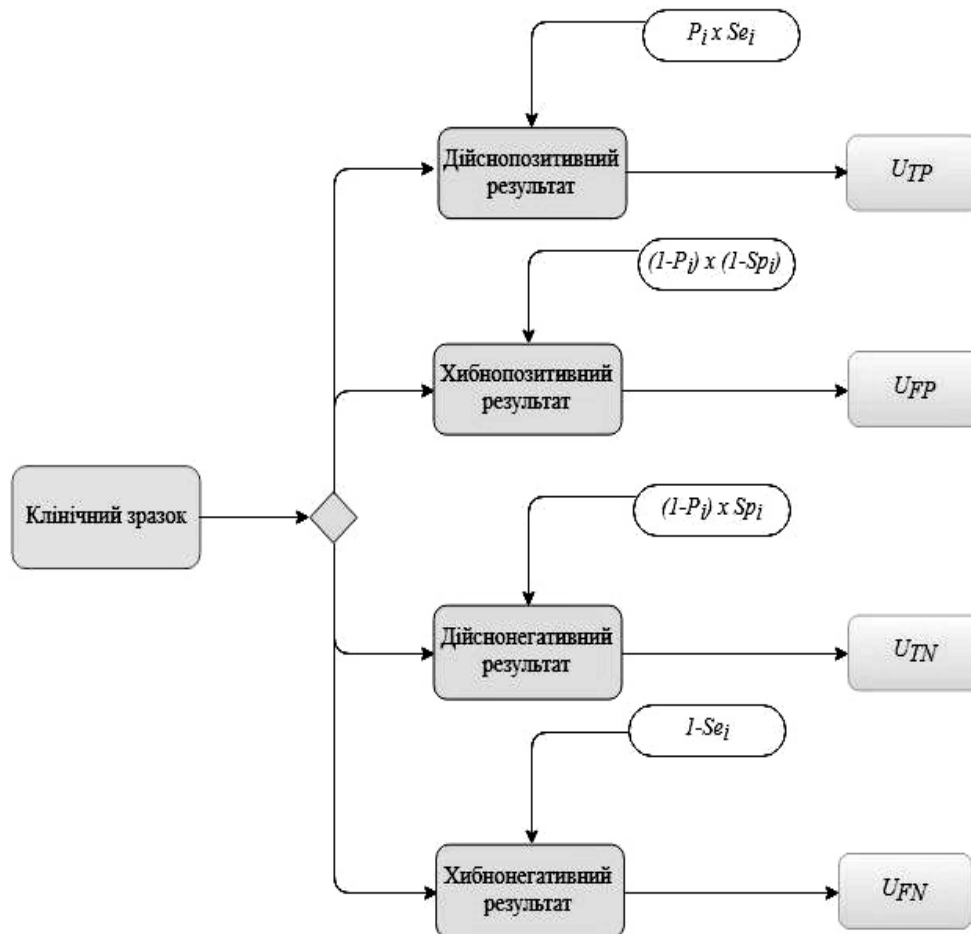 P_i x Se_i
Дійснопозитивний
результат
U_TP
(1-P_i) x (1-Sp_i)
Хибнопозитивний
результат
U_FP
Клінічний зразок
(1-P_i) x Sp_i
Дійснонегативний
результат
U_TN
1-Se_i
Хибнонегативний
результат
U_FN